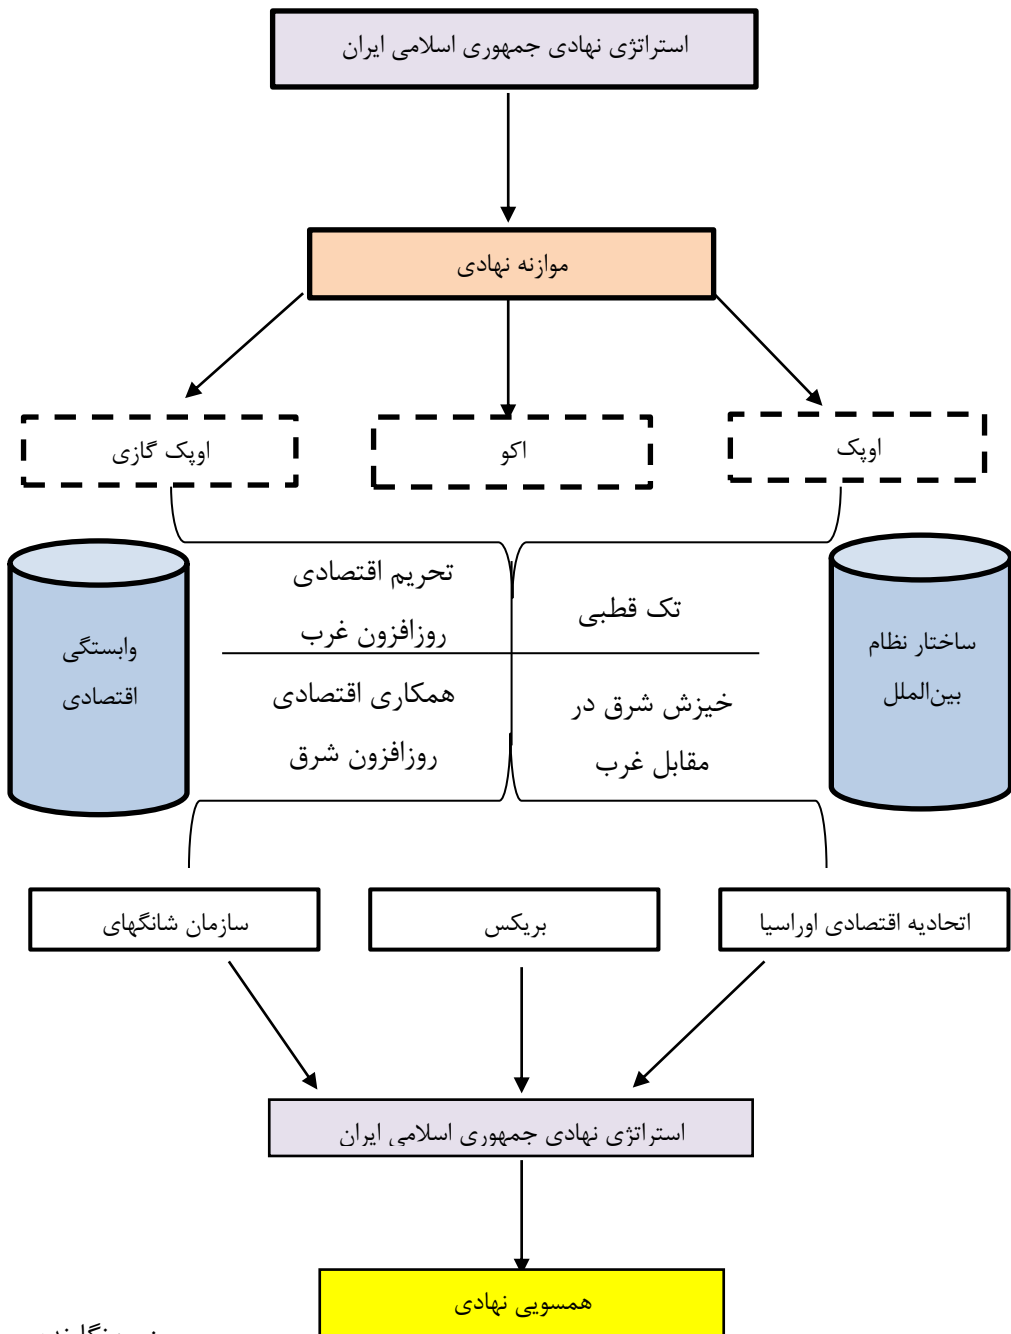 استراتژی نهادی جمهوری اسلامی ایران
موازنه نهادی
اوپک
اکو
اوپک گازی
ساختار نظام
بین‌الملل
تک قطبی
تحریم اقتصادی
روزافزون غرب
خیزش شرق در
مقابل غرب
همکاری اقتصادی
روزافزون شرق
وابستگی
اقتصادی
اتحادیه اقتصادی اوراسیا
بریکس
سازمان شانگهای
استراتژی نهادی جمهوری اسلامی ایران
همسویی نهادی